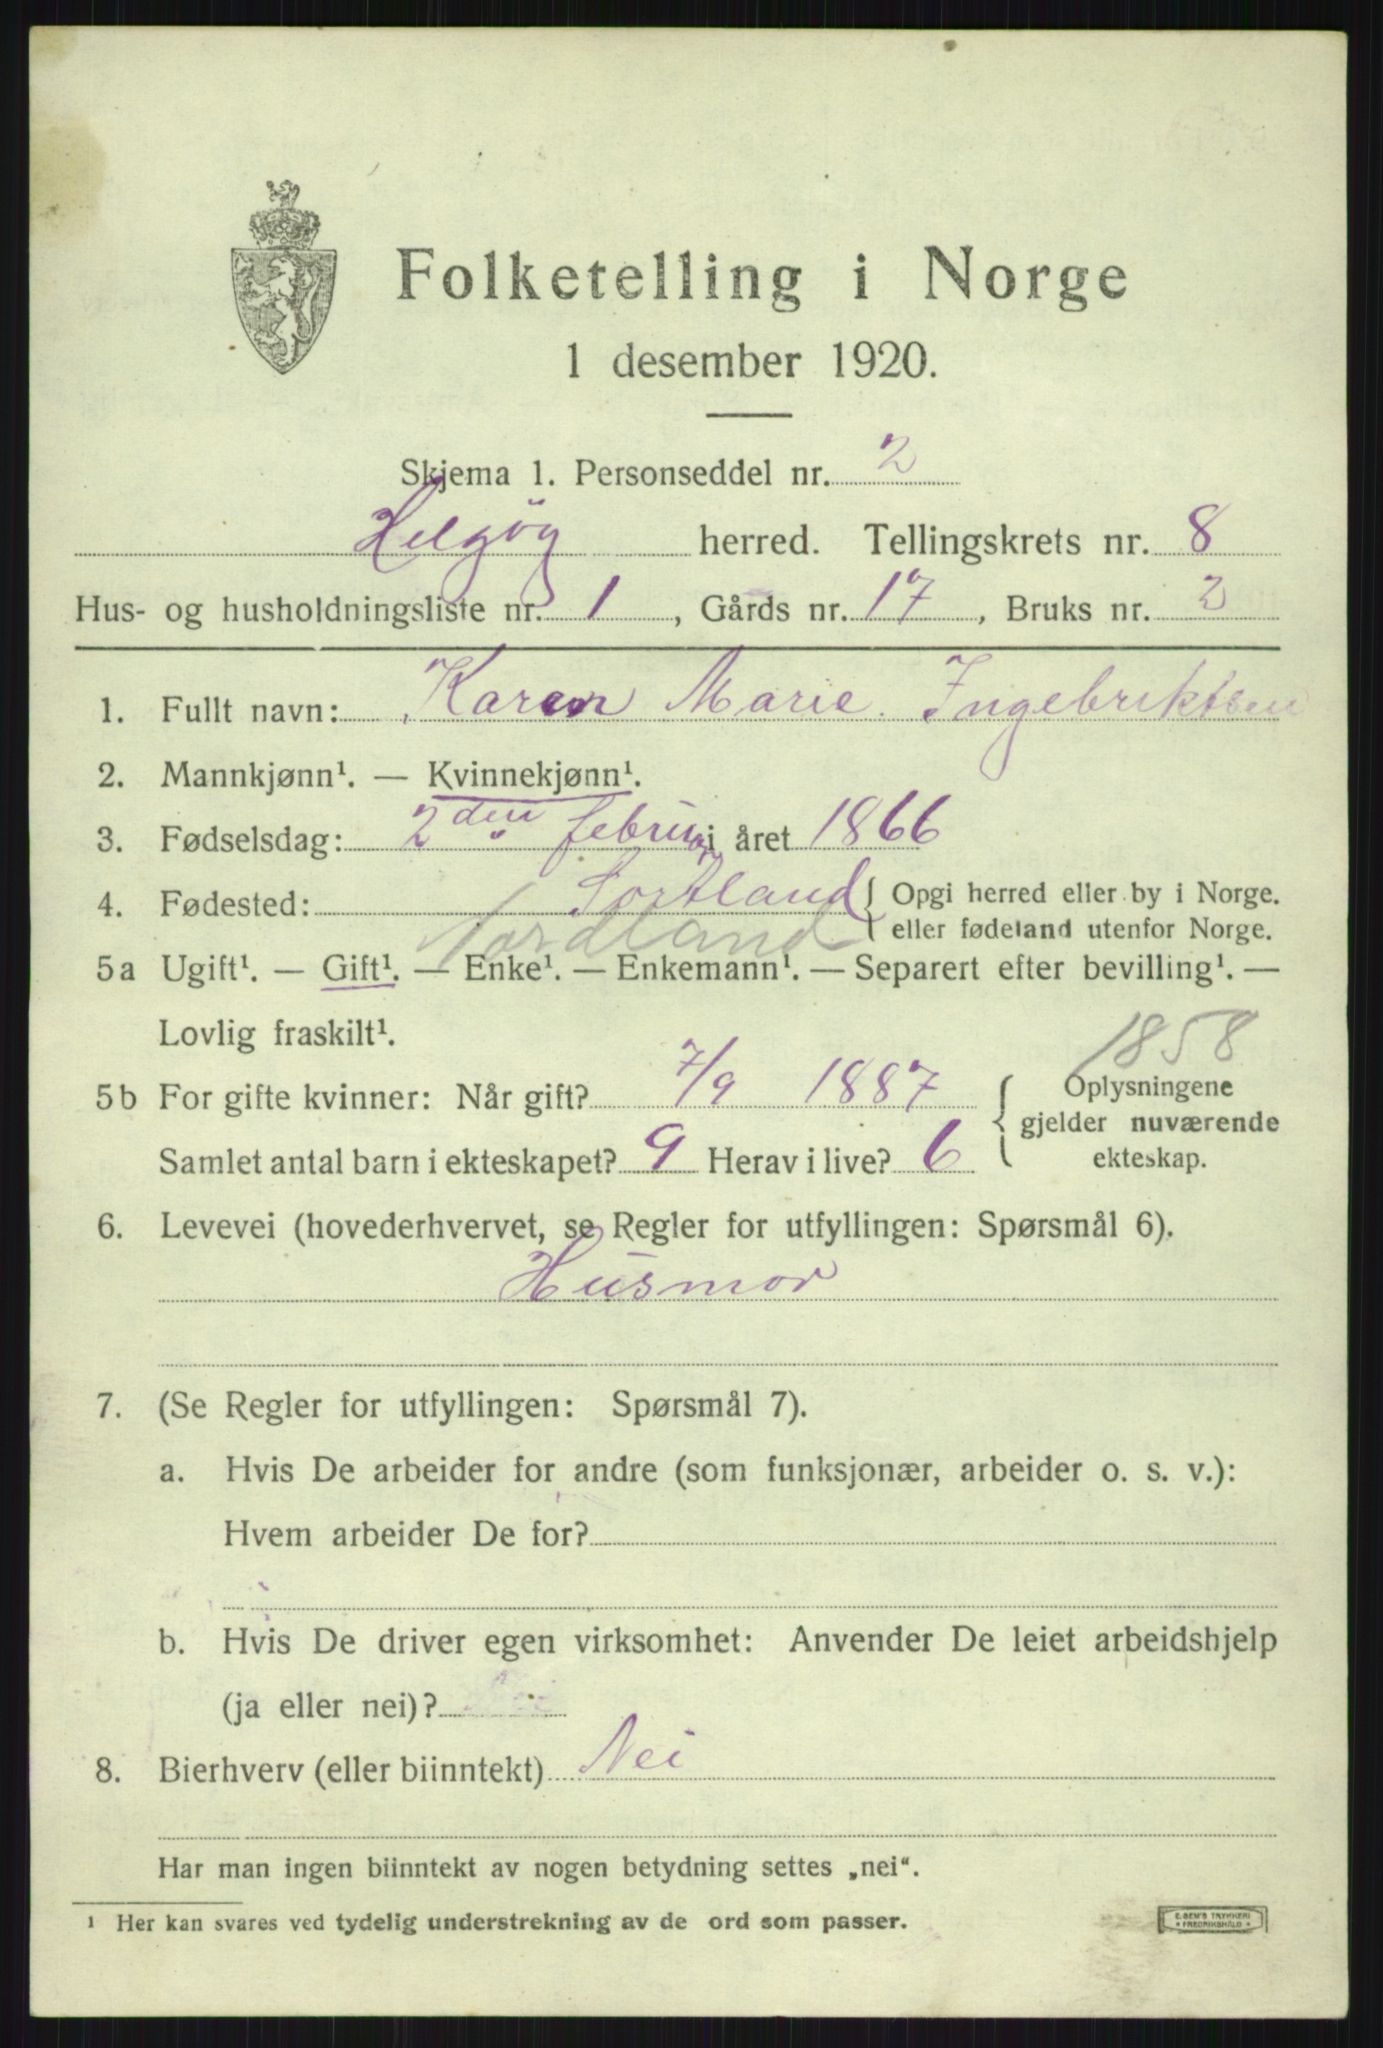 Folketelling i Norge
1 desember 1920.
Skjema 1. Personseddel nr. 2
Helgöy herred. Tellingskrets nr. 8
Hus- og husholdningsliste nr. 1, Gårds nr. 17, Bruks nr. 2
1. Fullt navn: Karen Marie Ingebriktsen
2. Mannkjønn¹. — Kvinnekjønn¹.
3. Fødselsdag: 2den februar i året 1866
4. Fødested: Sortland { Opgi herred eller by i Norge.
Nordland eller fødeland utenfor Norge.
5a Ugift¹. — Gift¹. — Enke¹. — Enkemann¹. — Separert efter bevilling¹. —
Lovlig fraskilt¹.
1858
5b For gifte kvinner: Når gift? 7/9 1887 { Oplysningene
gjelder nuværende
Samlet antal barn i ekteskapet? 9 Herav i live? 6 ekteskap.
6. Levevei (hovederhvervet, se Regler for utfyllingen: Spørsmål 6).
Husmor
7. (Se Regler for utfyllingen: Spørsmål 7).
a. Hvis De arbeider for andre (som funksjonær, arbeider o. s. v.):
Hvem arbeider De for?
b. Hvis De driver egen virksomhet: Anvender De leiet arbeidshjelp
(ja eller nei)?
8. Bierhverv (eller biinntekt) Nei
Har man ingen biinntekt av nogen betydning settes „nei".
¹ Her kan svares ved tydelig understrekning av de ord som passer.
E. SEM'S TRYKKERI
* FREDRIKSHALD *